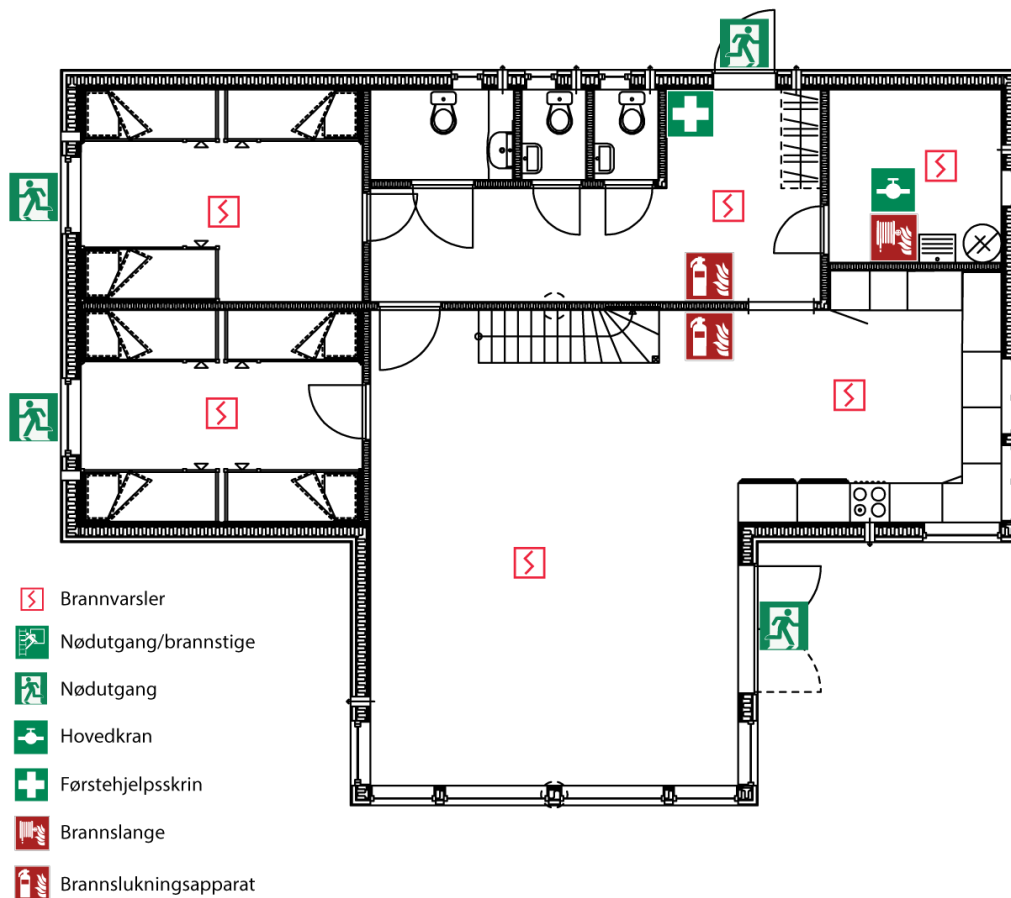 Brannvarsler
Nødutgang/brannstige
Nødutgang
Hovedkran
Førstehjelpsskrin
Brannslange
Brannslukningsapparat